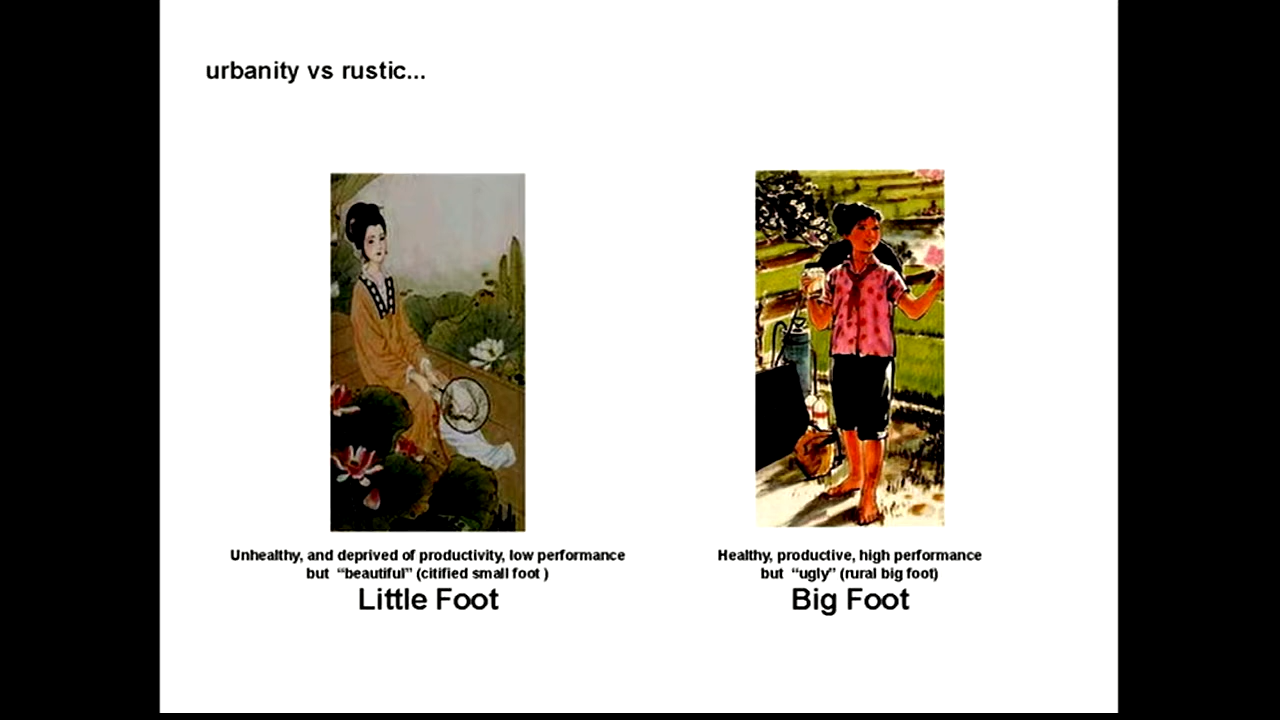 urbanity vs rustic...
Unhealthy, and deprived of productivity, low performance
but “beautiful” (citified small foot )
Little Foot
Healthy, productive, high performance
but “ugly” (rural big foot)
Big Foot